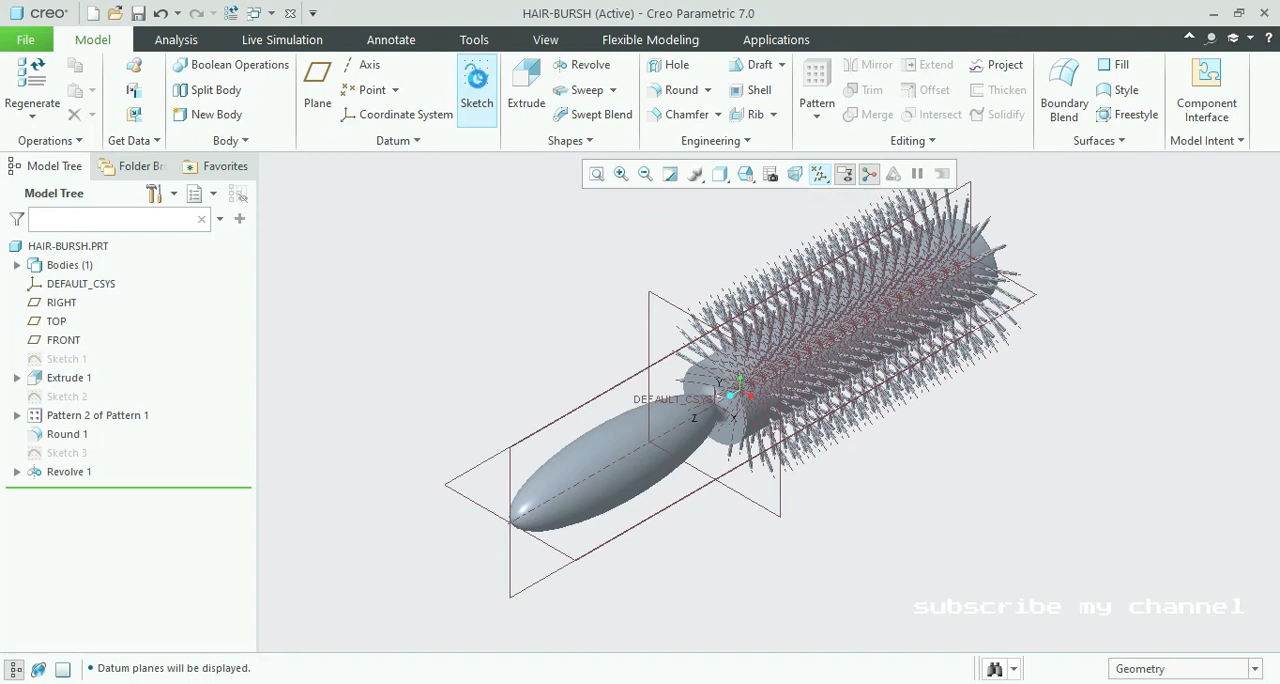 creo
HAIR-BURSH (Active) - Creo Parametric 7.0
File Model Analysis Live Simulation Annotate Tools View Flexible Modeling Applications
Regenerate
Operations
Get Data
Boolean Operations
Split Body
New Body
Body
Plane
Axis
Point
Coordinate System
Sketch
Datum
Extrude
Revolve
Sweep
Swept Blend
Shapes
Hole
Round
Chamfer
Draft
Shell
Rib
Engineering
Pattern
Mirror
Trim
Merge
Extend
Offset
Intersect
Project
Thicken
Solidify
Editing
Boundary
Blend
Fill
Style
Freestyle
Surfaces
Component
Interface
Model Intent
Model Tree
Folder Br
Favorites
Model Tree
HAIR-BURSH.PRT
Bodies (1)
DEFAULT_CSYS
RIGHT
TOP
FRONT
Sketch 1
Extrude 1
Sketch 2
Pattern 2 of Pattern 1
Round 1
Sketch 3
Revolve 1
Y
DEFAULT_CSYS
Z
subscribe my channel
Datum planes will be displayed.
Geometry